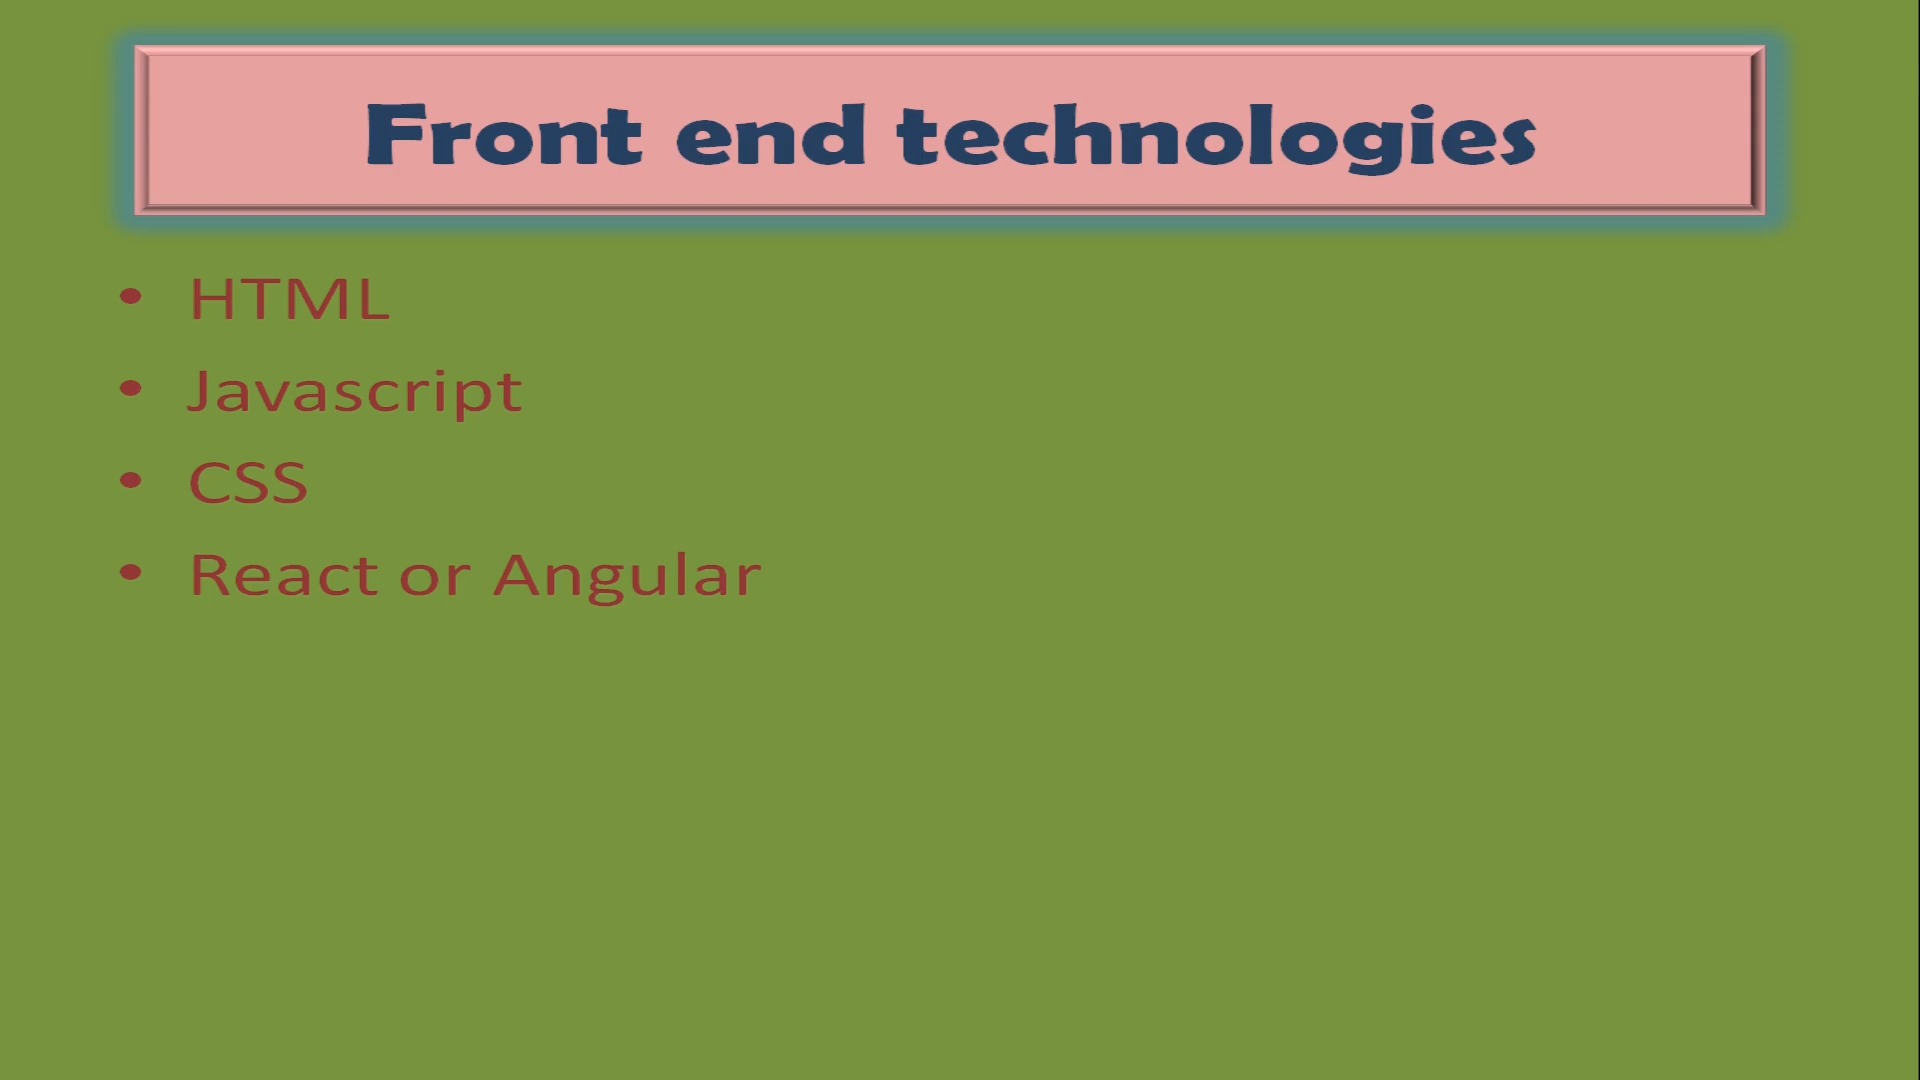 Front end technologies
• HTML
• Javascript
• CSS
• React or Angular